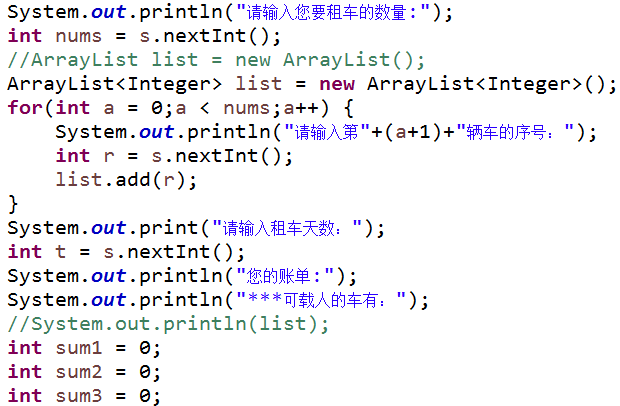 System.out.println("请输入您要租车的数量:");
int nums = s.nextInt();
//ArrayList list = new ArrayList();
ArrayList<Integer> list = new ArrayList<Integer>();
for(int a = 0;a < nums;a++) {
    System.out.println("请输入第"+(a+1)+"辆车的序号：");
    int r = s.nextInt();
    list.add(r);
}
System.out.print("请输入租车天数：");
int t = s.nextInt();
System.out.println("您的账单:");
System.out.println("***可载人的车有：");
//System.out.println(list);
int sum1 = 0;
int sum2 = 0;
int sum3 = 0;